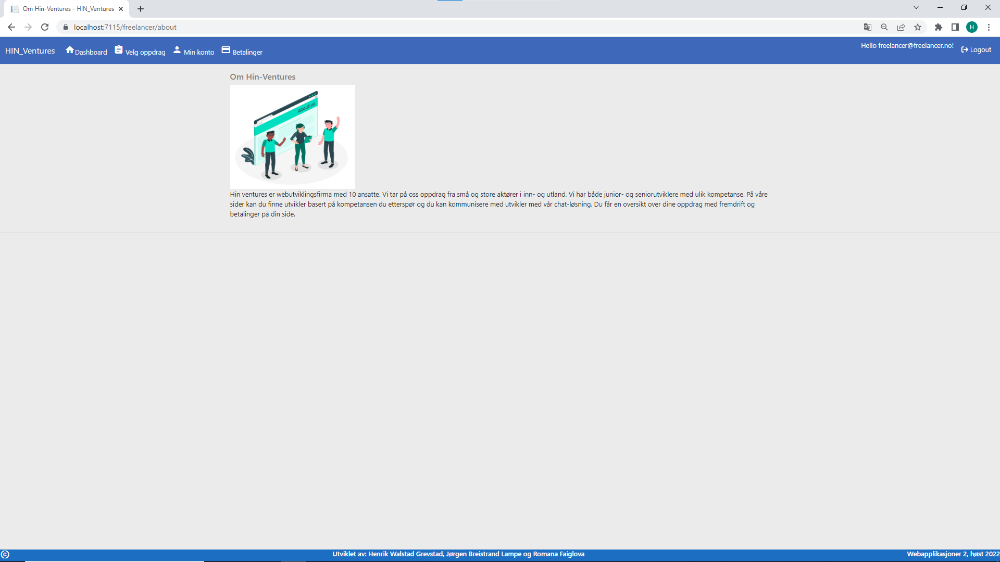 Om Hin-Ventures - HIN_Ventures
localhost:7115/freelancer/about
H
HIN_Ventures Dashboard Velg oppdrag Min konto Betalinger Hello freelancer@freelancer.no! Logout
Om Hin-Ventures
About us
Hin ventures er webutviklingsfirma med 10 ansatte. Vi tar på oss oppdrag fra små og store aktører i inn- og utland. Vi har både junior- og seniorutviklere med ulik kompetanse. På våre
sider kan du finne utvikler basert på kompetansen du etterspør og du kan kommunisere med utvikler med vår chat-løsning. Du får en oversikt over dine oppdrag med fremdrift og
betalinger på din side.
© Utviklet av: Henrik Walstad Grevstad, Jørgen Breistrand Lampe og Romana Faiglova Webapplikasjoner 2, høst 2022